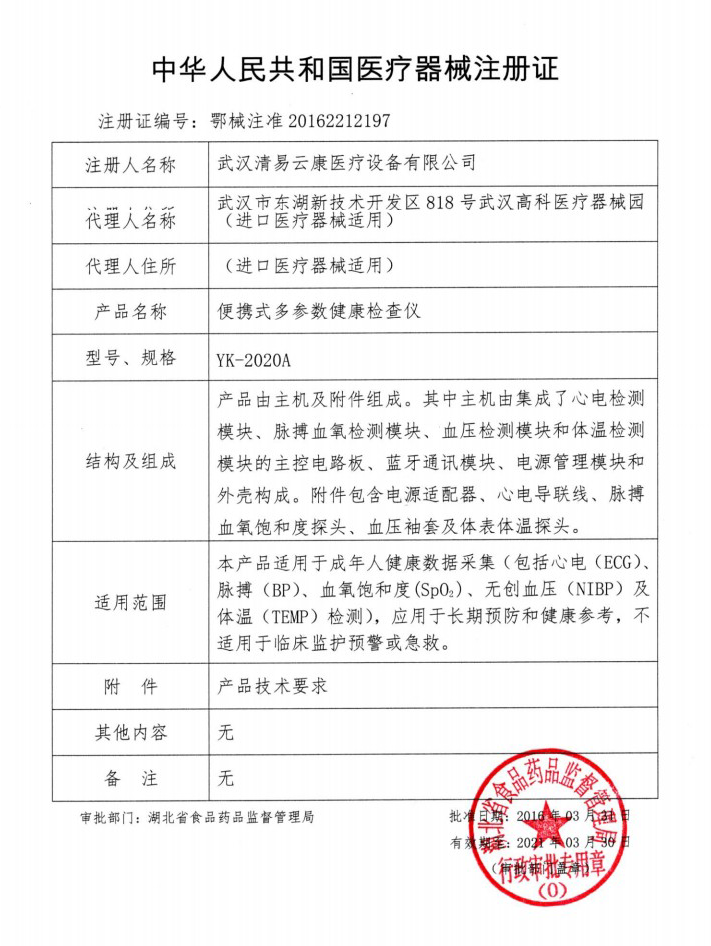 中华人民共和国医疗器械注册证
注册证编号：鄂械注准 20162212197
注册人名称 武汉清易云康医疗设备有限公司
武汉市东湖新技术开发区 818 号武汉高科医疗器械园
代理人名称 （进口医疗器械适用）
代理人住所 （进口医疗器械适用）
产品名称 便携式多参数健康检查仪
型号、规格 YK-2020A
结构及组成
产品由主机及附件组成。其中主机由集成了心电检测
模块、脉搏血氧检测模块、血压检测模块和体温检测
模块的主控电路板、蓝牙通讯模块、电源管理模块和
外壳构成。附件包含电源适配器、心电导联线、脉搏
血氧饱和度探头、血压袖套及体表体温探头。
适用范围
本产品适用于成年人健康数据采集（包括心电（ECG）、
脉搏（BP）、血氧饱和度(SpO₂）、无创血压（NIBP）及
体温（TEMP）检测），应用于长期预防和健康参考，不
适用于临床监护预警或急救。
附 件 产品技术要求
其他内容 无
备 注 无
审批部门：湖北省食品药品监督管理局
批准日期：2016 年 03 月 31 日
有效期至：2021 年 03 月 30 日
（审批部门盖章）
湖北省食品药品监督管理局
行政审批专用章
(0)